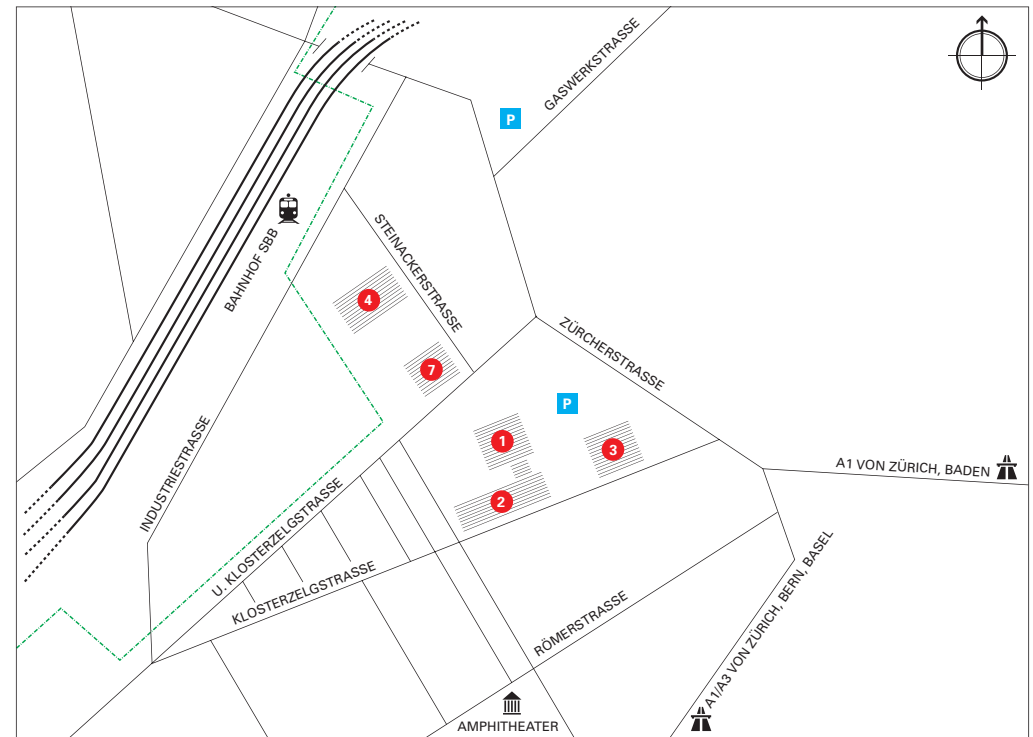 GASWERKSTRASSE
P
BAHNHOF SBB
STEINACKERSTRASSE
4
7
ZÜRCHERSTRASSE
P
1
3
2
A1 VON ZÜRICH, BADEN
INDUSTRIESTRASSE
U. KLOSTERZELGSTRASSE
KLOSTERZELGSTRASSE
RÖMERSTRASSE
A1/A3 VON ZÜRICH, BERN, BASEL
AMPHITHEATER